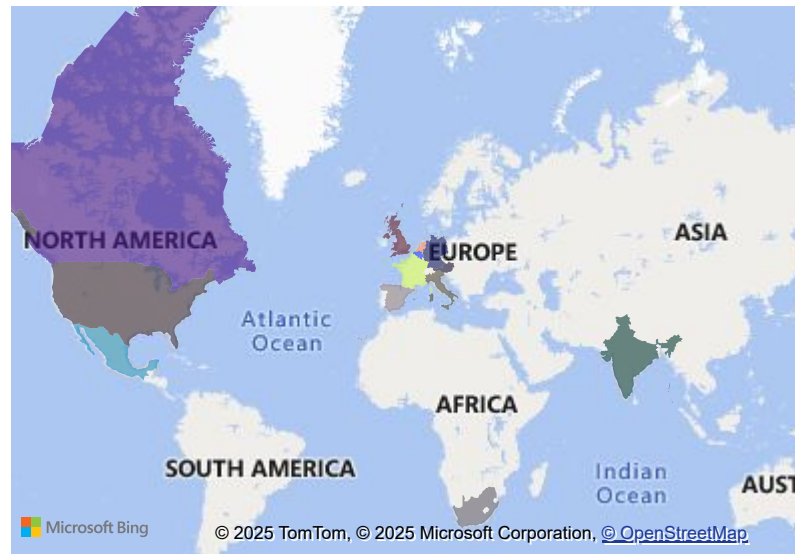 ASIA
NORTH AMERICA
EUROPE
Atlantic
Ocean
AFRICA
SOUTH AMERICA
Indian
Ocean
AUST
Microsoft Bing
© 2025 TomTom, © 2025 Microsoft Corporation, © OpenStreetMap